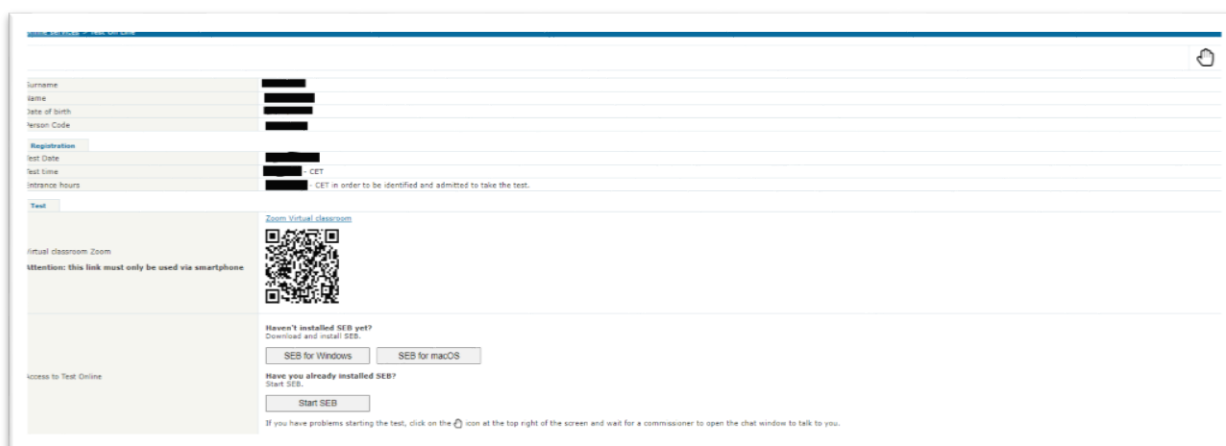 Online Services > Test On Line
Surname
Name
Date of birth
Person Code
Registration
Test Date
Test time - CET
Entrance hours - CET in order to be identified and admitted to take the test.
Test
Zoom Virtual classroom
Virtual classroom Zoom
Attention: this link must only be used via smartphone
Haven't installed SEB yet?
Download and install SEB.
SEB for Windows SEB for macOS
Access to Test Online
Have you already installed SEB?
Start SEB.
Start SEB
If you have problems starting the test, click on the icon at the top right of the screen and wait for a commissioner to open the chat window to talk to you.